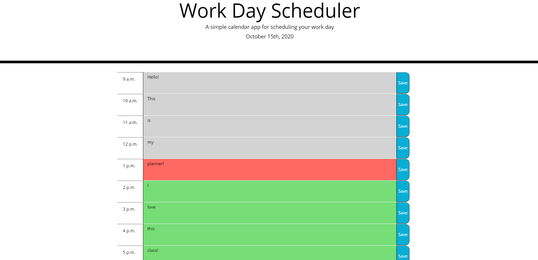 Work Day Scheduler
A simple calendar app for scheduling your work day
October 15th, 2020
9 a.m. Hello! Save
10 a.m. This Save
11 a.m. is Save
12 p.m. my Save
1 p.m. planner! Save
2 p.m. I Save
3 p.m. love Save
4 p.m. this Save
5 p.m. class! Save